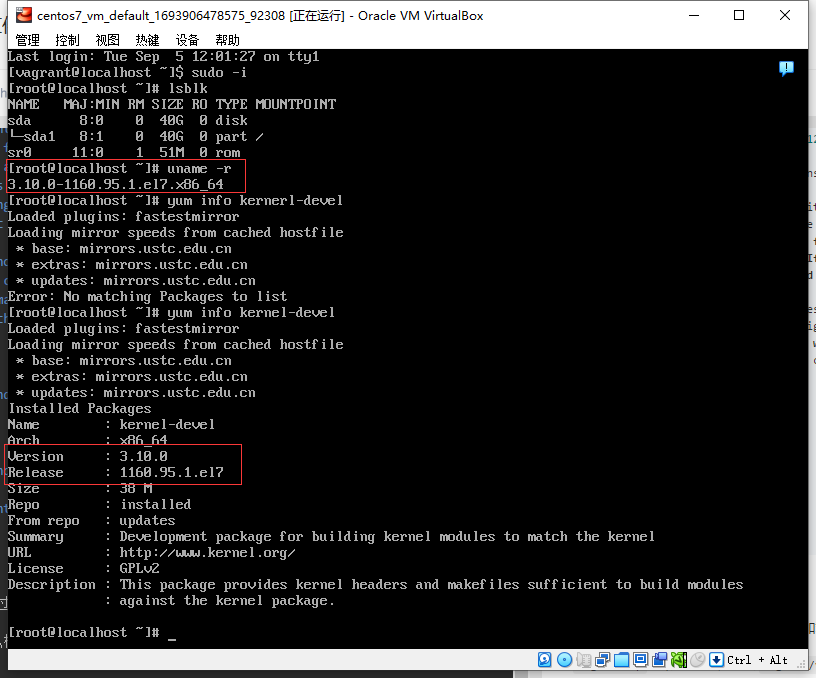 centos7_vm_default_1693906478575_92308 [正在运行] - Oracle VM VirtualBox
管理 控制 视图 热键 设备 帮助
Last login: Tue Sep  5 12:01:27 on tty1
[vagrant@localhost ~]$ sudo -i
[root@localhost ~]# lsblk
NAME   MAJ:MIN RM SIZE RO TYPE MOUNTPOINT
sda      8:0    0  40G  0 disk
└─sda1   8:1    0  40G  0 part /
sr0     11:0    1  51M  0 rom
[root@localhost ~]# uname -r
3.10.0-1160.95.1.el7.x86_64
[root@localhost ~]# yum info kernerl-devel
Loaded plugins: fastestmirror
Loading mirror speeds from cached hostfile
 * base: mirrors.ustc.edu.cn
 * extras: mirrors.ustc.edu.cn
 * updates: mirrors.ustc.edu.cn
Error: No matching Packages to list
[root@localhost ~]# yum info kernel-devel
Loaded plugins: fastestmirror
Loading mirror speeds from cached hostfile
 * base: mirrors.ustc.edu.cn
 * extras: mirrors.ustc.edu.cn
 * updates: mirrors.ustc.edu.cn
Installed Packages
Name        : kernel-devel
Arch        : x86_64
Version     : 3.10.0
Release     : 1160.95.1.el7
Size        : 38 M
Repo        : installed
From repo   : updates
Summary     : Development package for building kernel modules to match the kernel
URL         : http://www.kernel.org/
License     : GPLv2
Description : This package provides kernel headers and makefiles sufficient to build modules
            : against the kernel package.
[root@localhost ~]# _
Ctrl + Alt